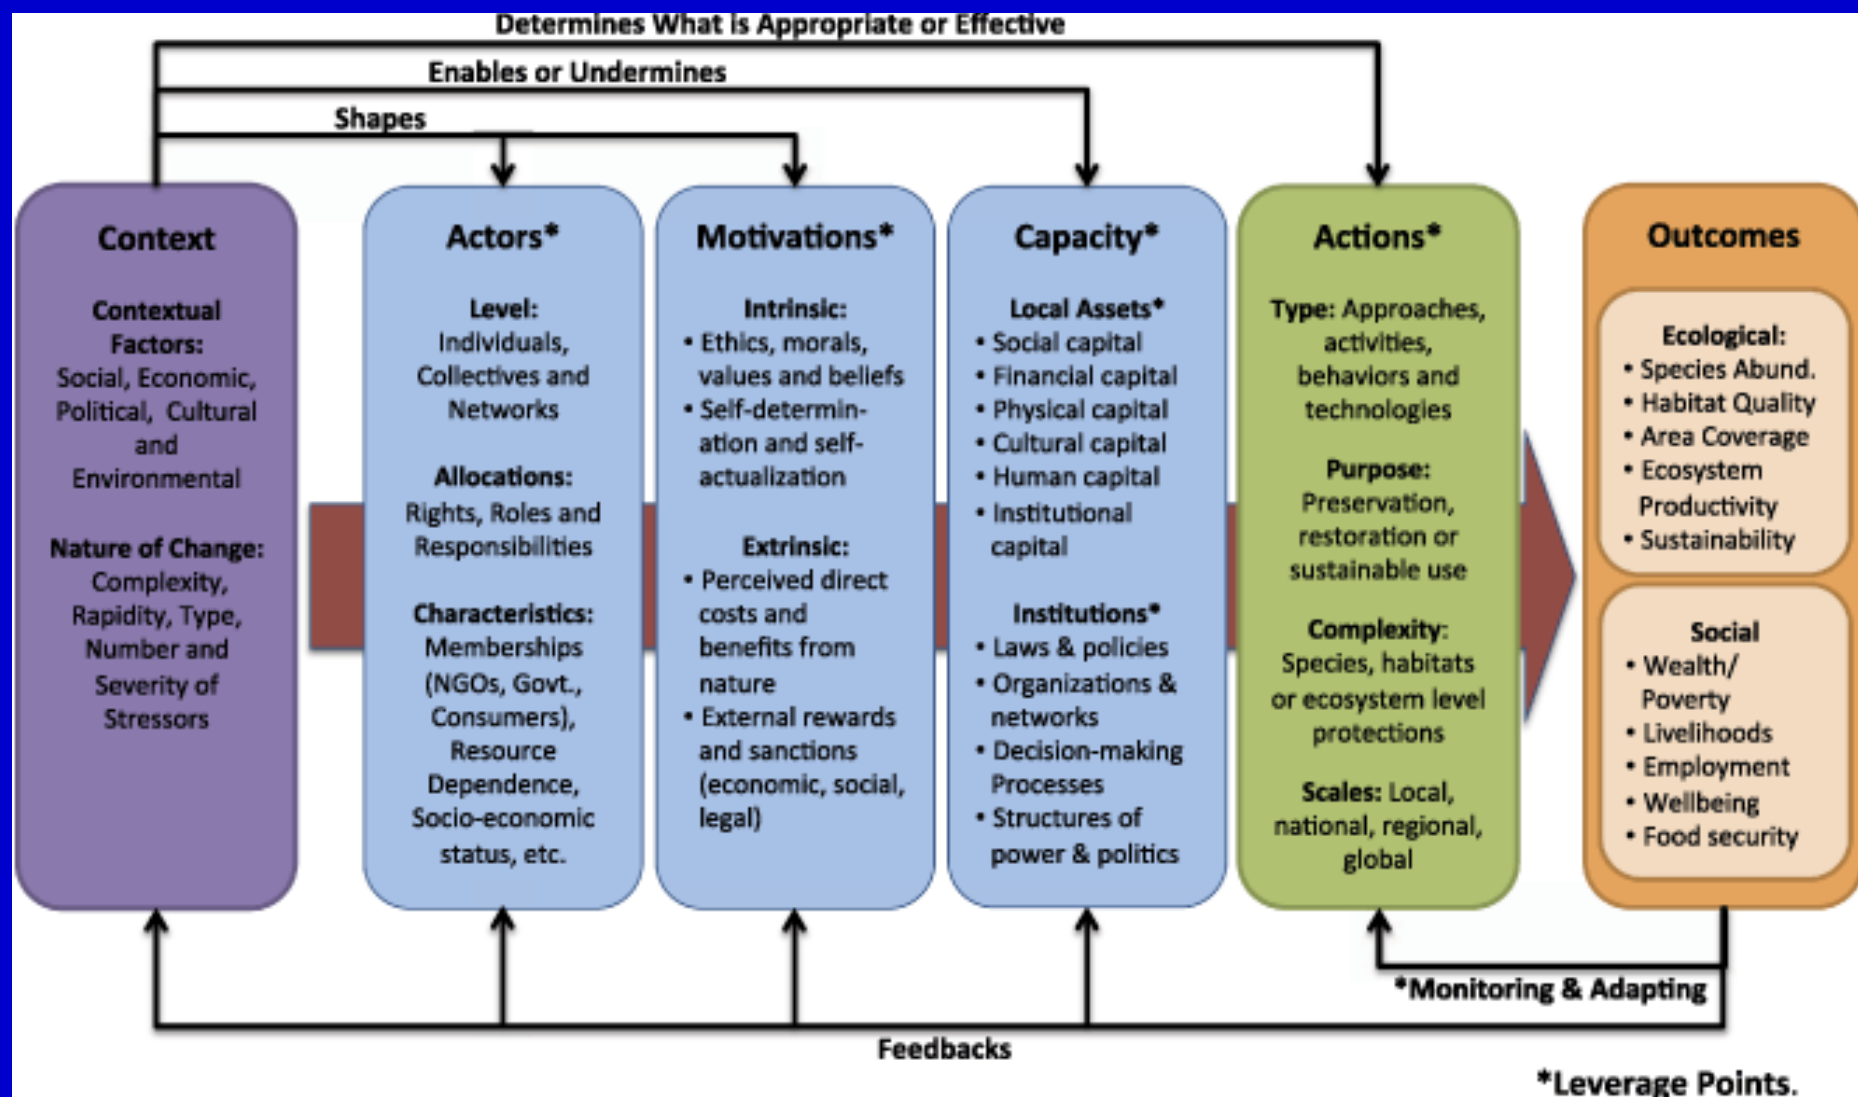 Determines What is Appropriate or Effective
Enables or Undermines
Shapes
Context
Contextual
Factors:
Social, Economic,
Political, Cultural
and
Environmental
Nature of Change:
Complexity,
Rapidity, Type,
Number and
Severity of
Stressors
Actors*
Level:
Individuals,
Collectives and
Networks
Allocations:
Rights, Roles and
Responsibilities
Characteristics:
Memberships
(NGOs, Govt.,
Consumers),
Resource
Dependence,
Socio-economic
status, etc.
Motivations*
Intrinsic:
• Ethics, morals,
values and beliefs
• Self-determin-
ation and self-
actualization
Extrinsic:
• Perceived direct
costs and
benefits from
nature
• External rewards
and sanctions
(economic, social,
legal)
Capacity*
Local Assets*
• Social capital
• Financial capital
• Physical capital
• Cultural capital
• Human capital
• Institutional
capital
Institutions*
• Laws & policies
• Organizations &
networks
• Decision-making
Processes
• Structures of
power & politics
Actions*
Type: Approaches,
activities,
behaviors and
technologies
Purpose:
Preservation,
restoration or
sustainable use
Complexity:
Species, habitats
or ecosystem level
protections
Scales: Local,
national, regional,
global
Outcomes
Ecological:
• Species Abund.
• Habitat Quality
• Area Coverage
• Ecosystem
Productivity
• Sustainability
Social
• Wealth/
Poverty
• Livelihoods
• Employment
• Wellbeing
• Food security
*Monitoring & Adapting
Feedbacks
*Leverage Points.